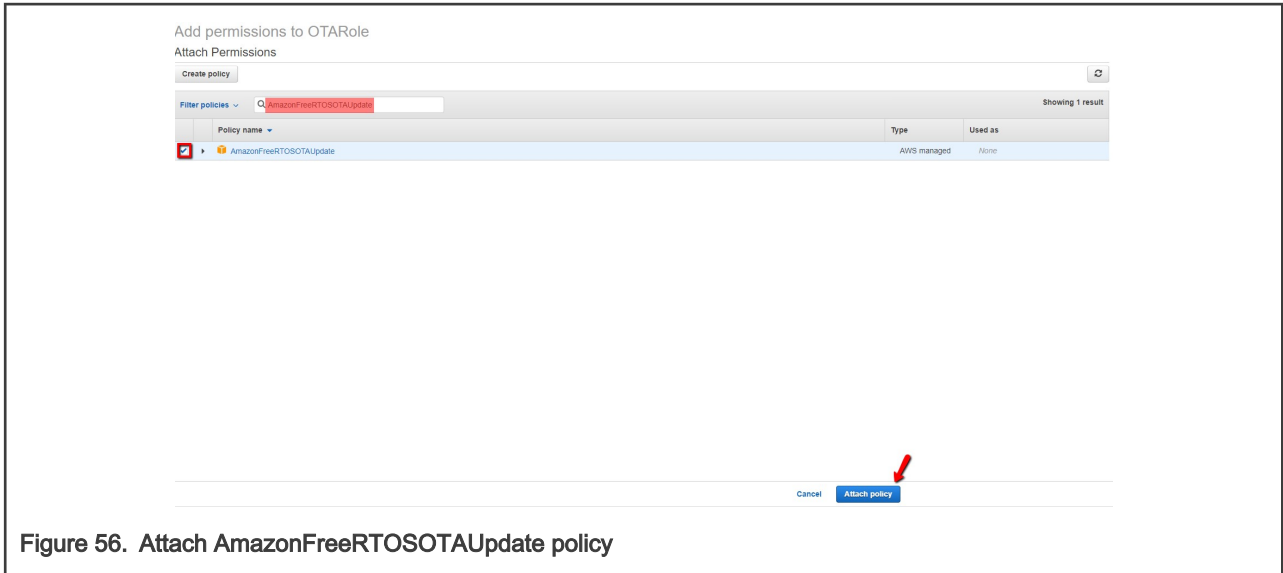 Add permissions to OTARole
Attach Permissions
Create policy
Filter policies AmazonFreeRTOSOTAUpdate Showing 1 result
Policy name Type Used as
AmazonFreeRTOSOTAUpdate AWS managed None
Cancel Attach policy
Figure 56. Attach AmazonFreeRTOSOTAUpdate policy